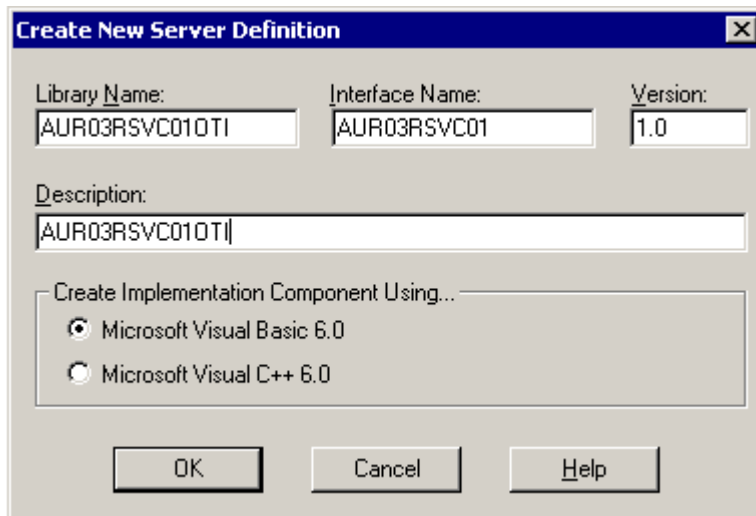 Create New Server Definition
Library Name: Interface Name: Version:
AUR03RSVC01OTI AUR03RSVC01 1.0
Description:
AUR03RSVC01OTI
Create Implementation Component Using...
Microsoft Visual Basic 6.0
Microsoft Visual C++ 6.0
OK Cancel Help